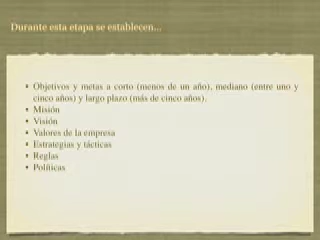 Durante esta etapa se establecen...
• Objetivos y metas a corto (menos de un año), mediano (entre uno y
cinco años) y largo plazo (más de cinco años).
• Misión
• Visión
• Valores de la empresa
• Estrategias y tácticas
• Reglas
• Políticas